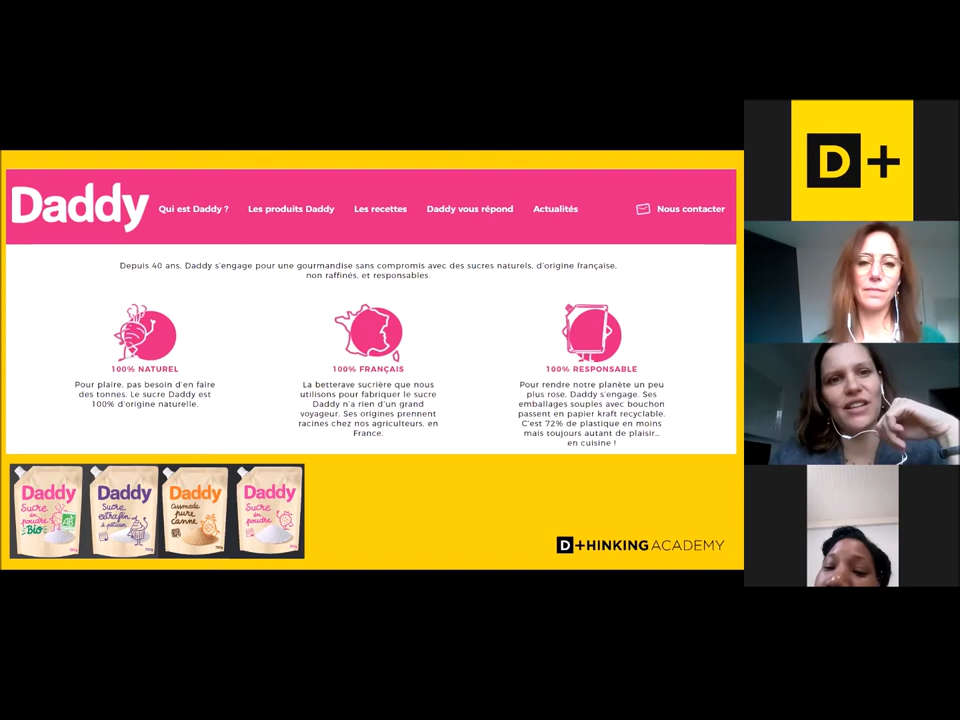 Daddy
Qui est Daddy ?
Les produits Daddy
Les recettes
Daddy vous répond
Actualités
Nous contacter
Depuis 40 ans, Daddy s'engage pour une gourmandise sans compromis avec des sucres naturels, d'origine française,
non raffinés, et responsables.
100% NATUREL
Pour plaire, pas besoin d'en faire
des tonnes. Le sucre Daddy est
100% d'origine naturelle.
100% FRANÇAIS
La betterave sucrière que nous
utilisons pour fabriquer le sucre
Daddy n'a rien d'un grand
voyageur. Ses origines prennent
racines chez nos agriculteurs, en
France.
100% RESPONSABLE
Pour rendre notre planète un peu
plus rose, Daddy s'engage. Ses
emballages souples avec bouchon
passent en papier kraft recyclable.
C'est 72% de plastique en moins
mais toujours autant de plaisir...
en cuisine !
Daddy
Sucre
en
poudre
Bio
AB
Daddy
Sucre
extrafin
Daddy
Cassonade
pure
canne
Daddy
Sucre
en
poudre
D+HINKING ACADEMY
D+